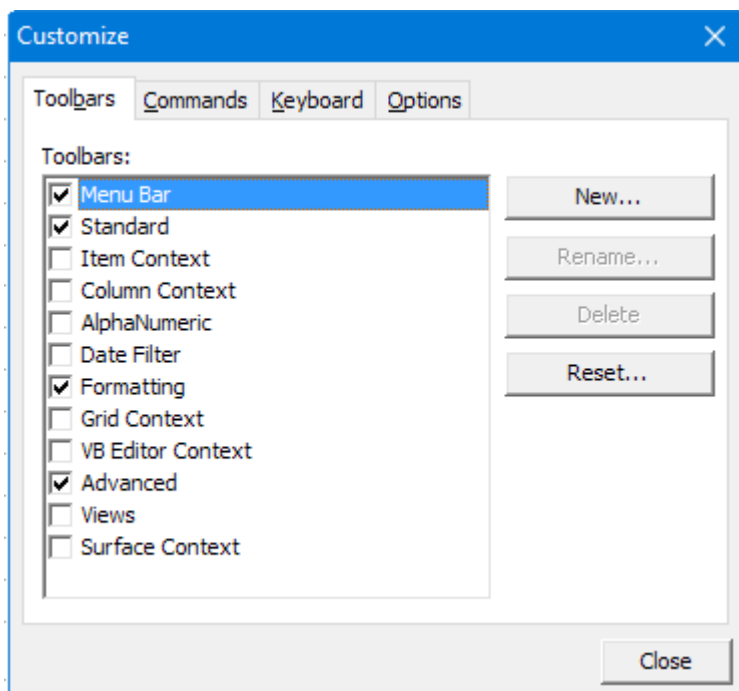 Customize
Toolbars Commands Keyboard Options
Toolbars:
Menu Bar
Standard
Item Context
Column Context
AlphaNumeric
Date Filter
Formatting
Grid Context
VB Editor Context
Advanced
Views
Surface Context
New...
Rename...
Delete
Reset...
Close